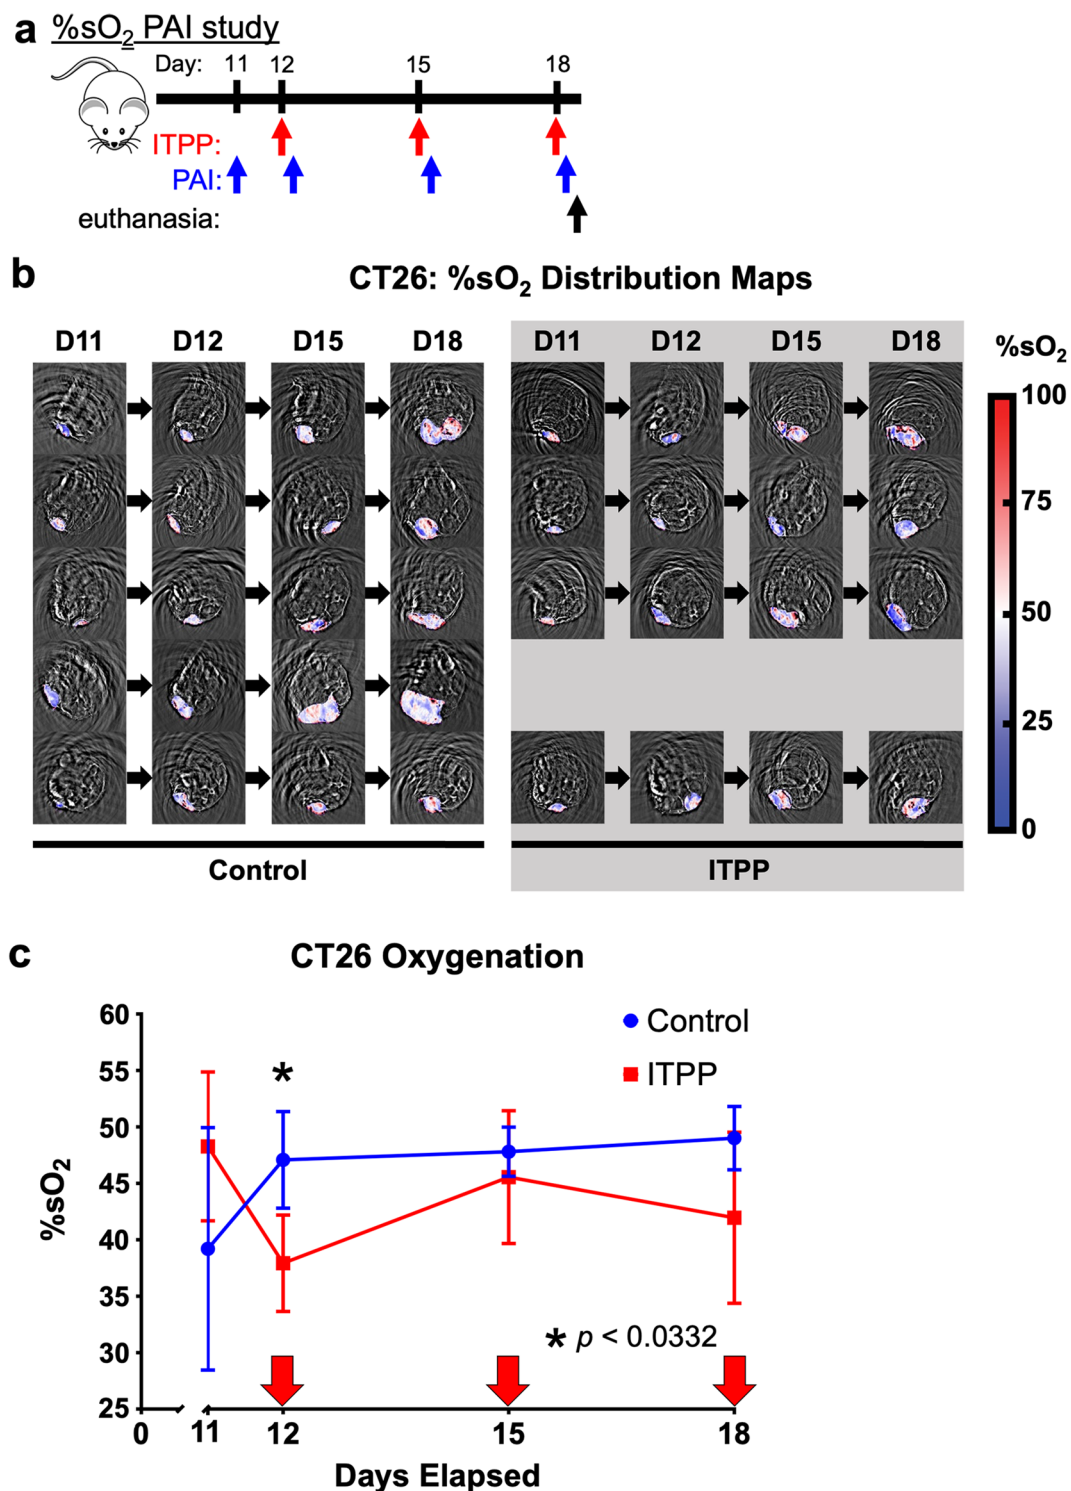 a %sO₂ PAI study
Day: 11 12 15 18
ITPP:
PAI:
euthanasia:
b CT26: %sO₂ Distribution Maps
D11 D12 D15 D18 D11 D12 D15 D18
%sO₂
100
75
50
25
0
Control ITPP
c CT26 Oxygenation
60
55
50
45
40
35
30
25
%sO₂
Control
ITPP
*
* p < 0.0332
0 11 12 15 18
Days Elapsed